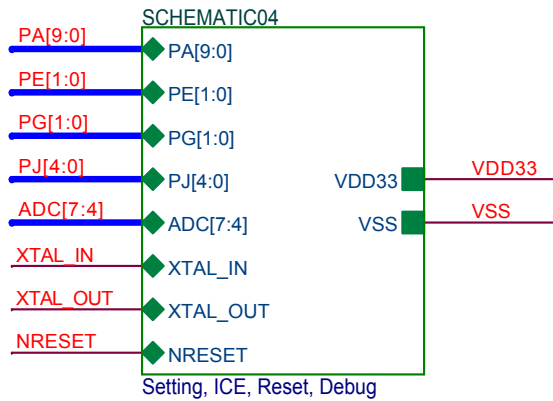 SCHEMATIC04
PA[9:0] PA[9:0]
PE[1:0] PE[1:0]
PG[1:0] PG[1:0]
PJ[4:0] PJ[4:0] VDD33 VDD33
ADC[7:4] ADC[7:4] VSS VSS
XTAL_IN XTAL_IN
XTAL_OUT XTAL_OUT
NRESET NRESET
Setting, ICE, Reset, Debug